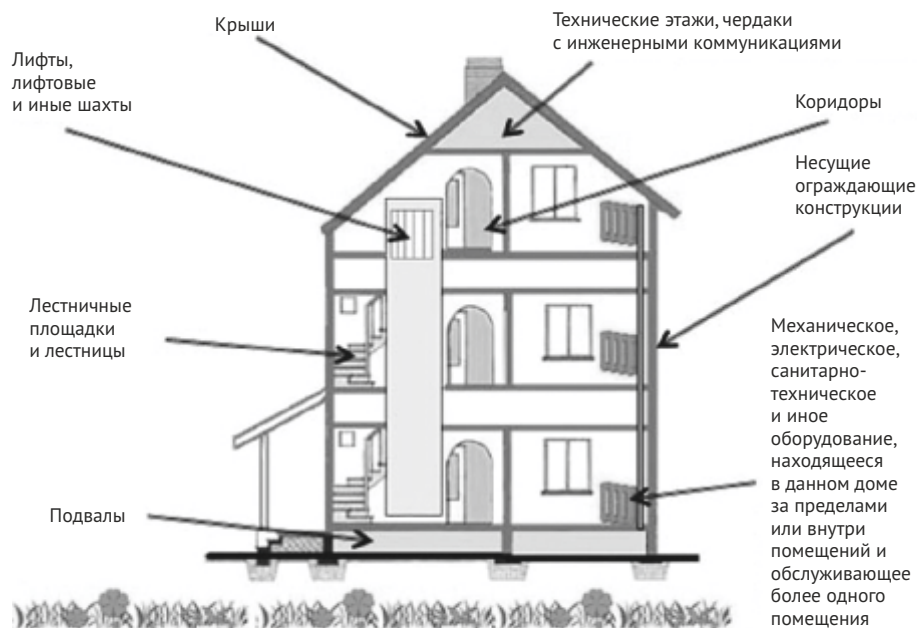 Крыши
Технические этажи, чердаки
с инженерными коммуникациями
Лифты,
лифтовые
и иные шахты
Коридоры
Несущие
ограждающие
конструкции
Лестничные
площадки
и лестницы
Механическое,
электрическое,
санитарно-
техническое
и иное
оборудование,
находящееся
в данном доме
за пределами
или внутри
помещений и
обслуживающее
более одного
помещения
Подвалы